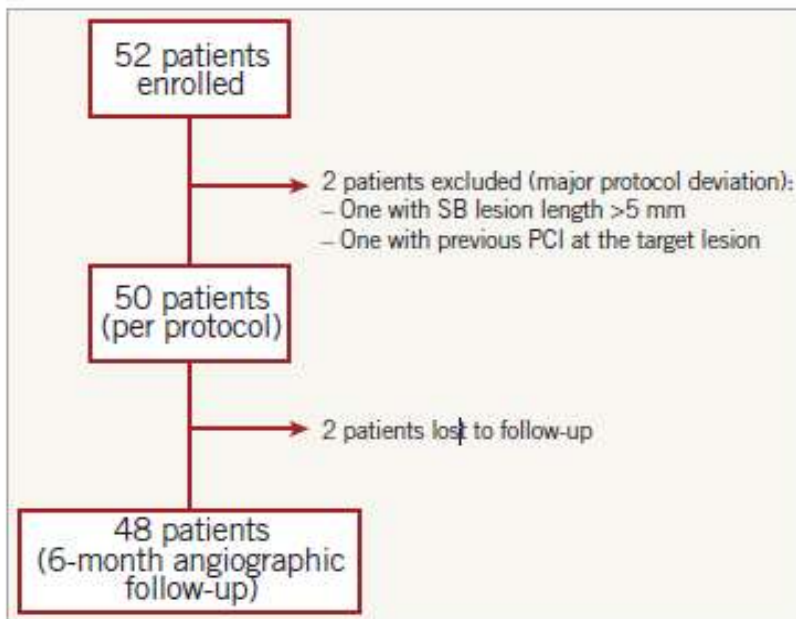 52 patients
enrolled
2 patients excluded (major protocol deviation):
– One with SB lesion length >5 mm
– One with previous PCI at the target lesion
50 patients
(per protocol)
2 patients lost to follow-up
48 patients
(6-month angiographic
follow-up)